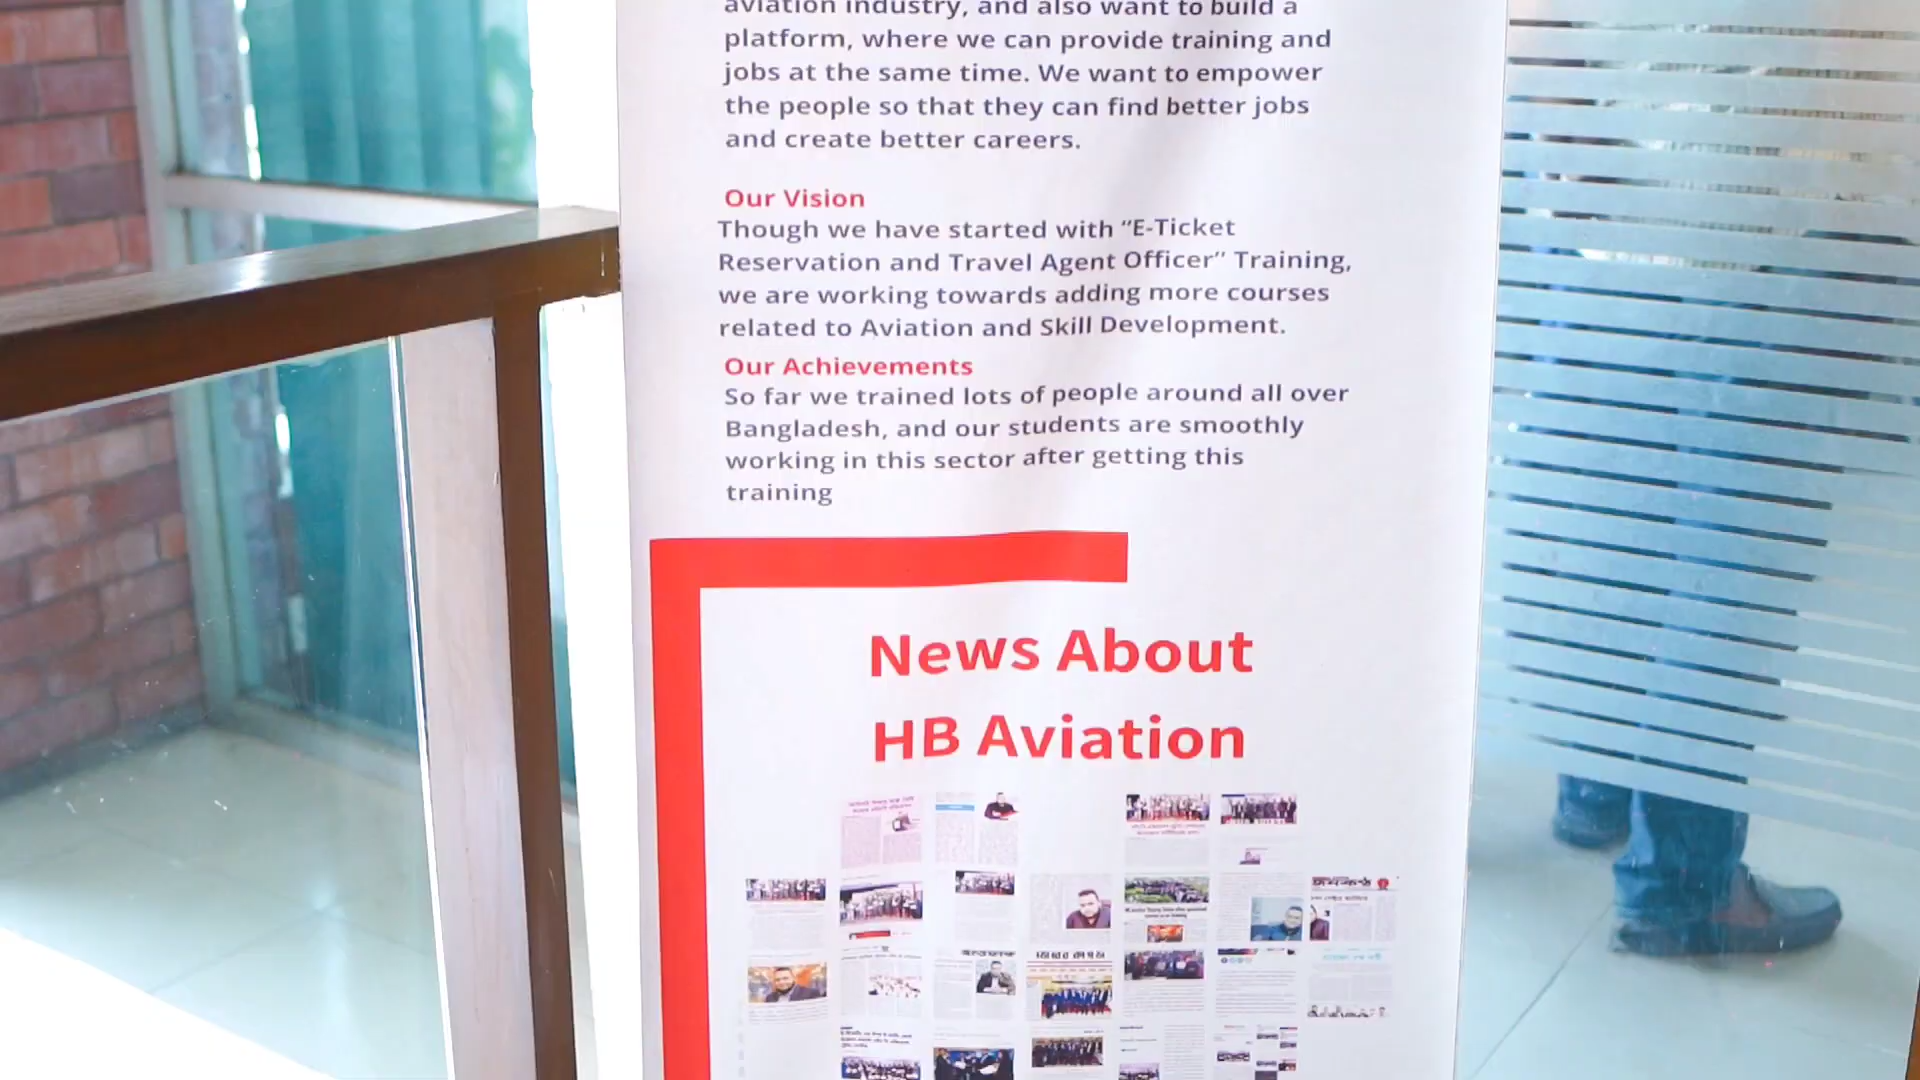 aviation industry, and also want to build a
platform, where we can provide training and
jobs at the same time. We want to empower
the people so that they can find better jobs
and create better careers.
Our Vision
Though we have started with “E-Ticket
Reservation and Travel Agent Officer” Training,
we are working towards adding more courses
related to Aviation and Skill Development.
Our Achievements
So far we trained lots of people around all over
Bangladesh, and our students are smoothly
working in this sector after getting this
training
News About
HB Aviation